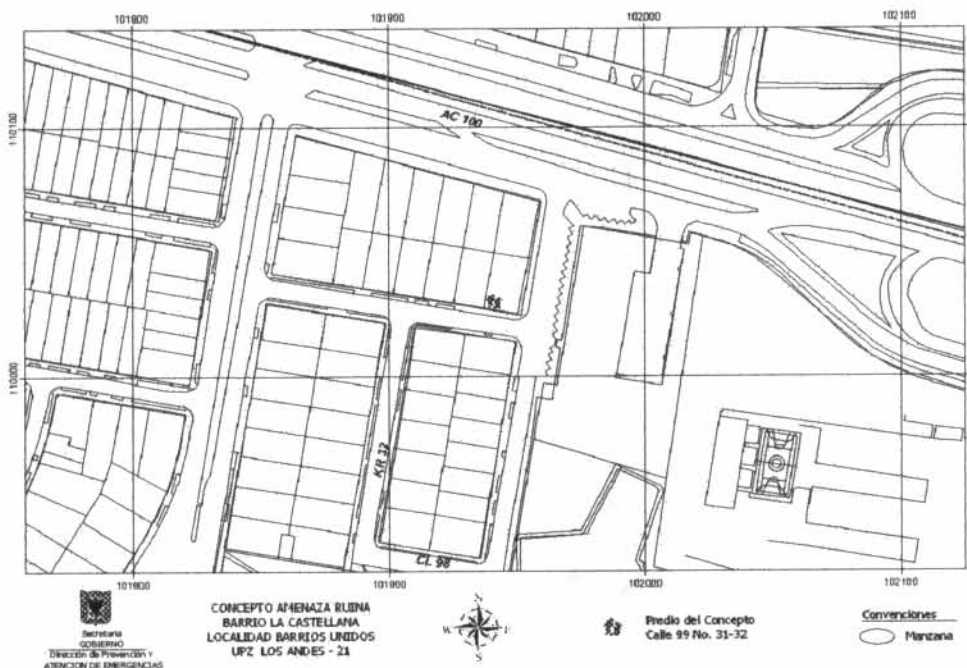 101800 101900 102000 102100
110100
110000
AC 100
KR 32
CL 98
101800 101900 102000 102100
Secretaria
GOBIERNO
Dirección de Prevención Y
ATENCION DE EMERGENCIAS
CONCEPTO AMENAZA RUINA
BARRIO LA CASTELLANA
LOCALIDAD BARRIOS UNIDOS
UPZ LOS ANDES - 21
N
W E
S
Predio del Concepto
Calle 99 No. 31-32
Convenciones
Manzana